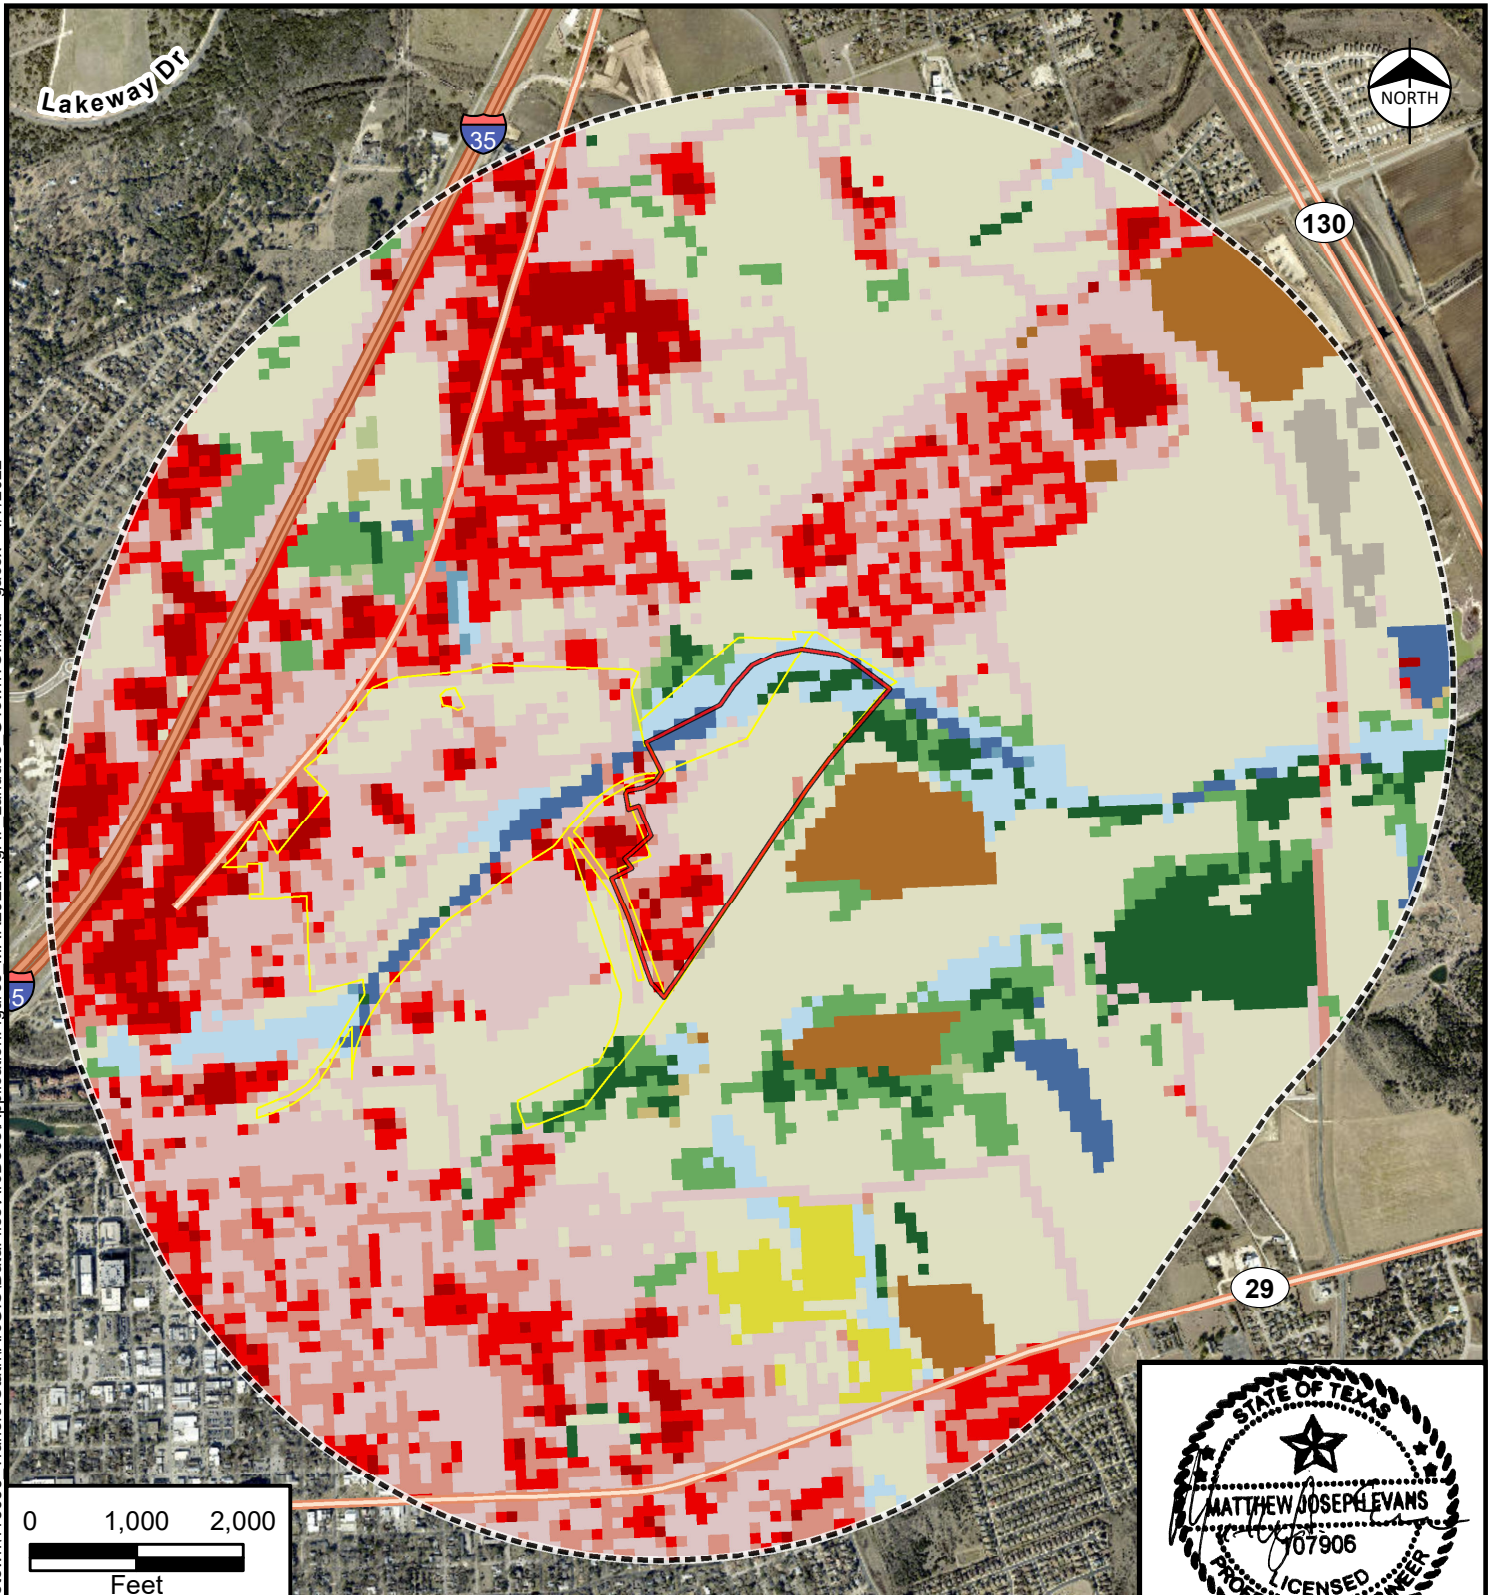 Lakeway Dr
35
NORTH
130
5
29
0 1,000 2,000
Feet
STATE OF TEXAS
MATTHEW JOSEPH EVANS
107906
LICENSED